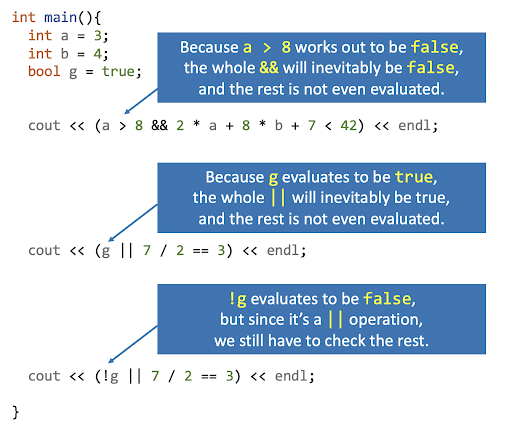 int main(){
int a = 3;
int b = 4;
bool g = true;
Because a > 8 works out to be false,
the whole && will inevitably be false,
and the rest is not even evaluated.
cout << (a > 8 && 2 * a + 8 * b + 7 < 42) << endl;
Because g evaluates to be true,
the whole || will inevitably be true,
and the rest is not even evaluated.
cout << (g || 7 / 2 == 3) << endl;
!g evaluates to be false,
but since it’s a || operation,
we still have to check the rest.
cout << (!g || 7 / 2 == 3) << endl;
}